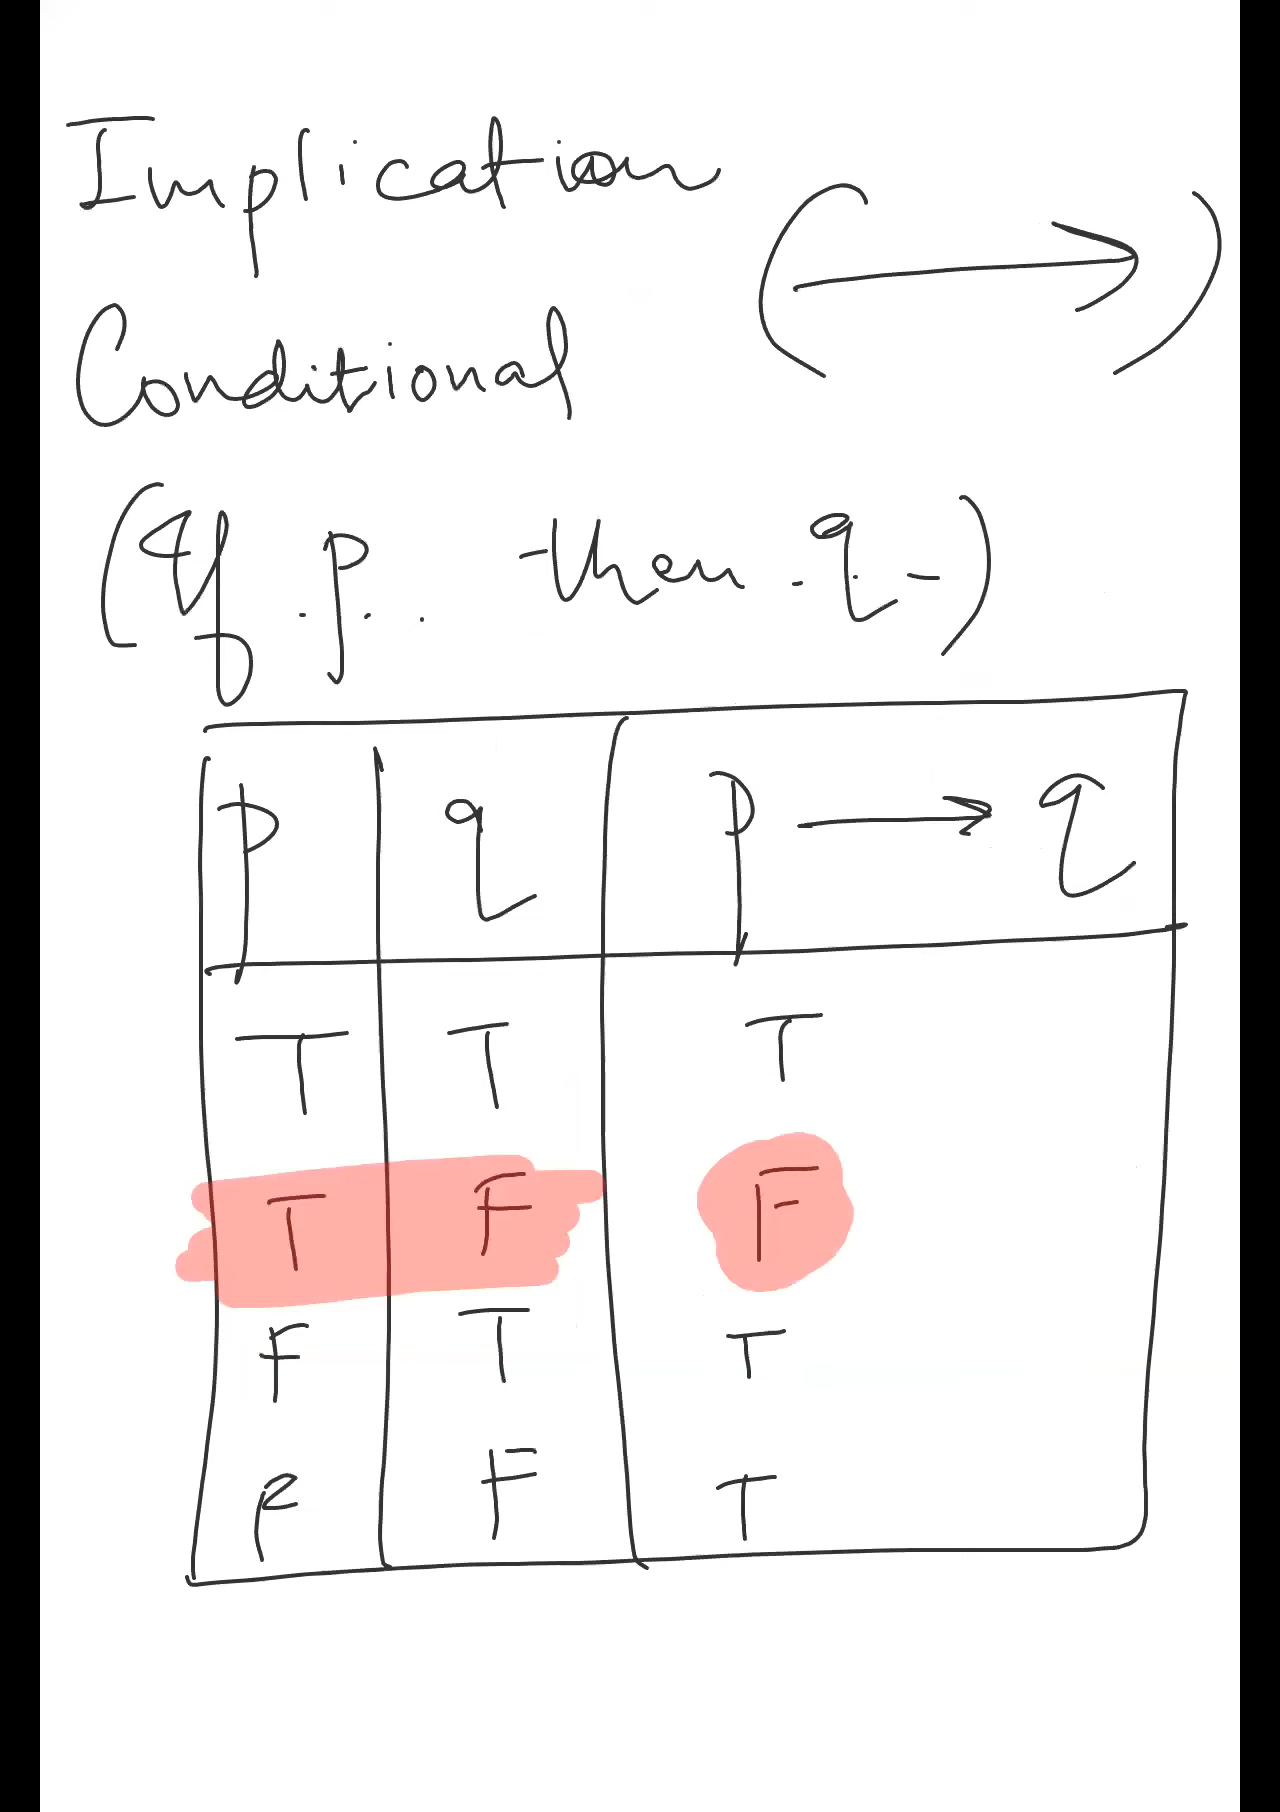 Implication
(→)
Conditional
(If .p. . then . q. -)
p q p → q
T T T
T F F
F T T
F F T